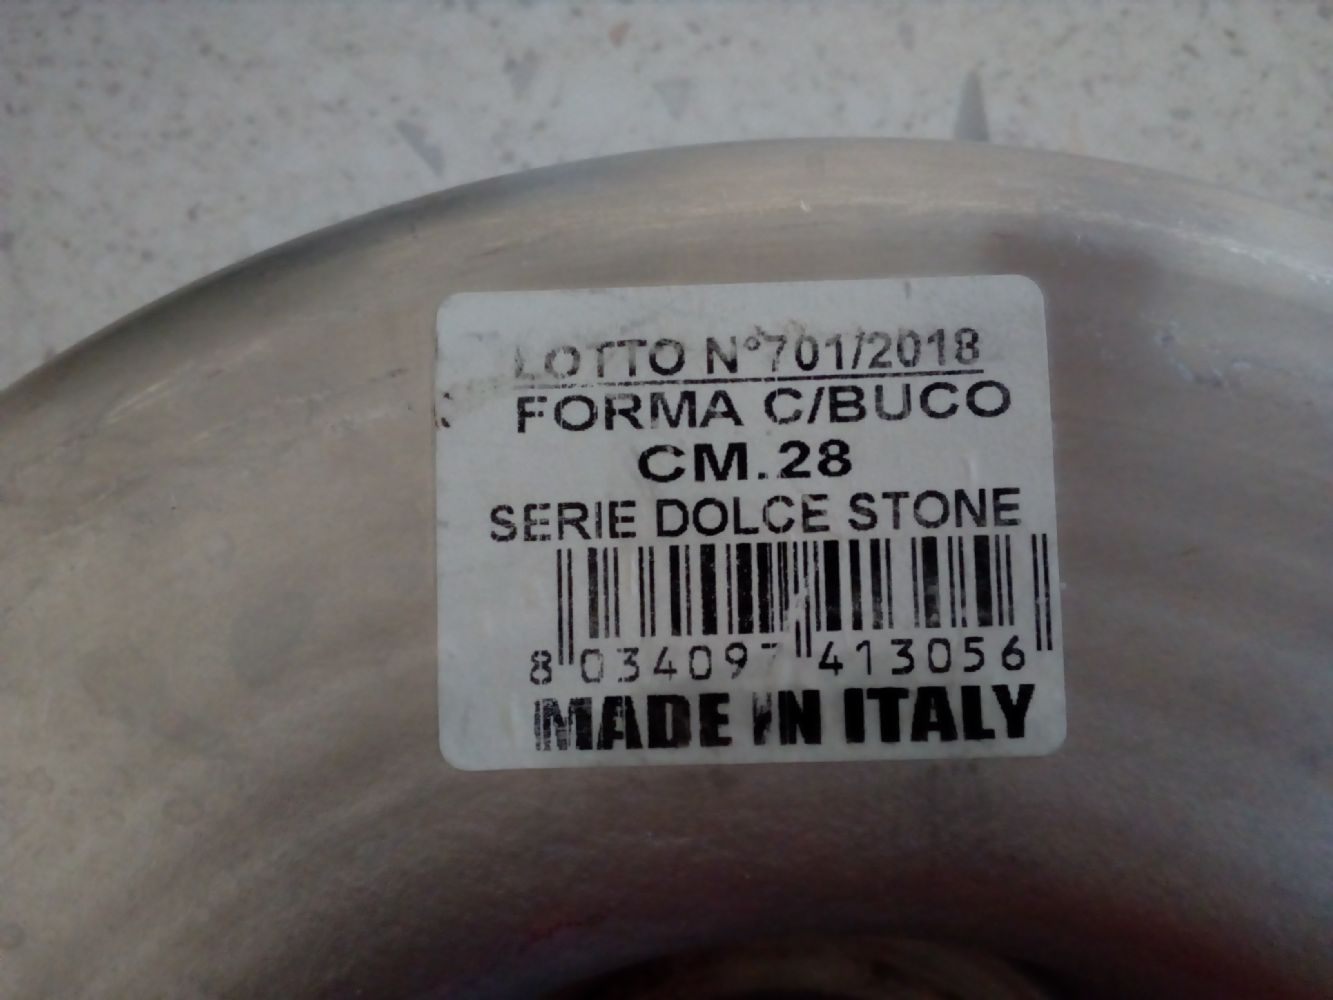 LOTTO N°701/2018
FORMA C/BUCO
CM.28
SERIE DOLCE STONE
8 034097 413056
MADE IN ITALY